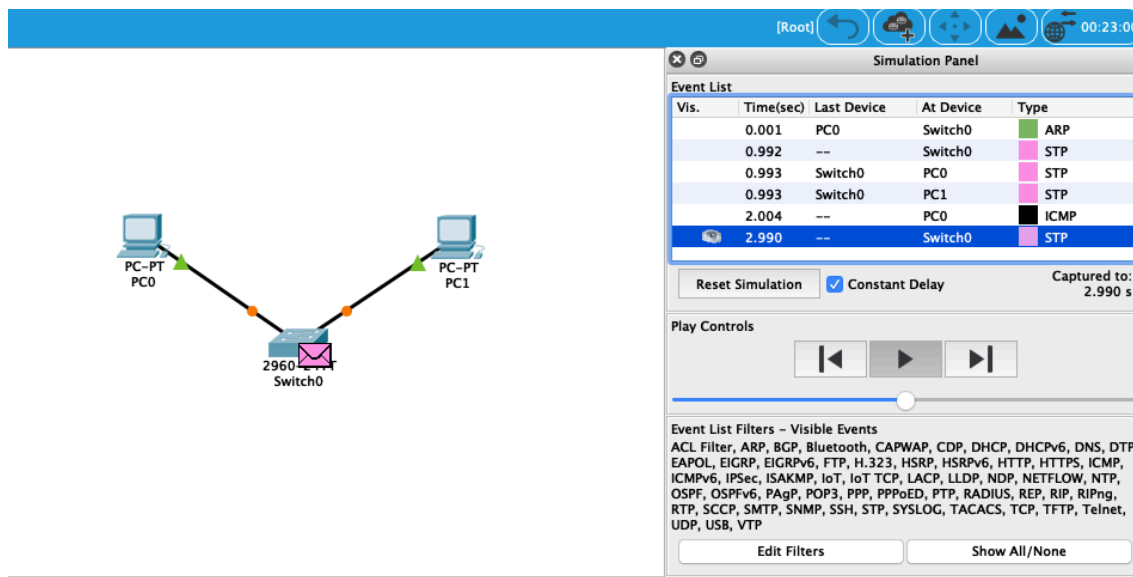 [Root]
00:23:00
Simulation Panel
Event List
Vis. Time(sec) Last Device At Device Type
0.001 PC0 Switch0 ARP
0.992 -- Switch0 STP
0.993 Switch0 PC0 STP
0.993 Switch0 PC1 STP
2.004 -- PC0 ICMP
2.990 -- Switch0 STP
Reset Simulation Constant Delay Captured to:
2.990 s
Play Controls
Event List Filters - Visible Events
ACL Filter, ARP, BGP, Bluetooth, CAPWAP, CDP, DHCP, DHCPv6, DNS, DTP
EAPOL, EIGRP, EIGRPv6, FTP, H.323, HSRP, HSRPv6, HTTP, HTTPS, ICMP,
ICMPv6, IPSec, ISAKMP, IoT, IoT TCP, LACP, LLDP, NDP, NETFLOW, NTP,
OSPF, OSPFv6, PAgP, POP3, PPP, PPPoED, PTP, RADIUS, REP, RIP, RIPng,
RTP, SCCP, SMTP, SNMP, SSH, STP, SYSLOG, TACACS, TCP, TFTP, Telnet,
UDP, USB, VTP
Edit Filters Show All/None
PC-PT
PC0
PC-PT
PC1
2960-
Switch0